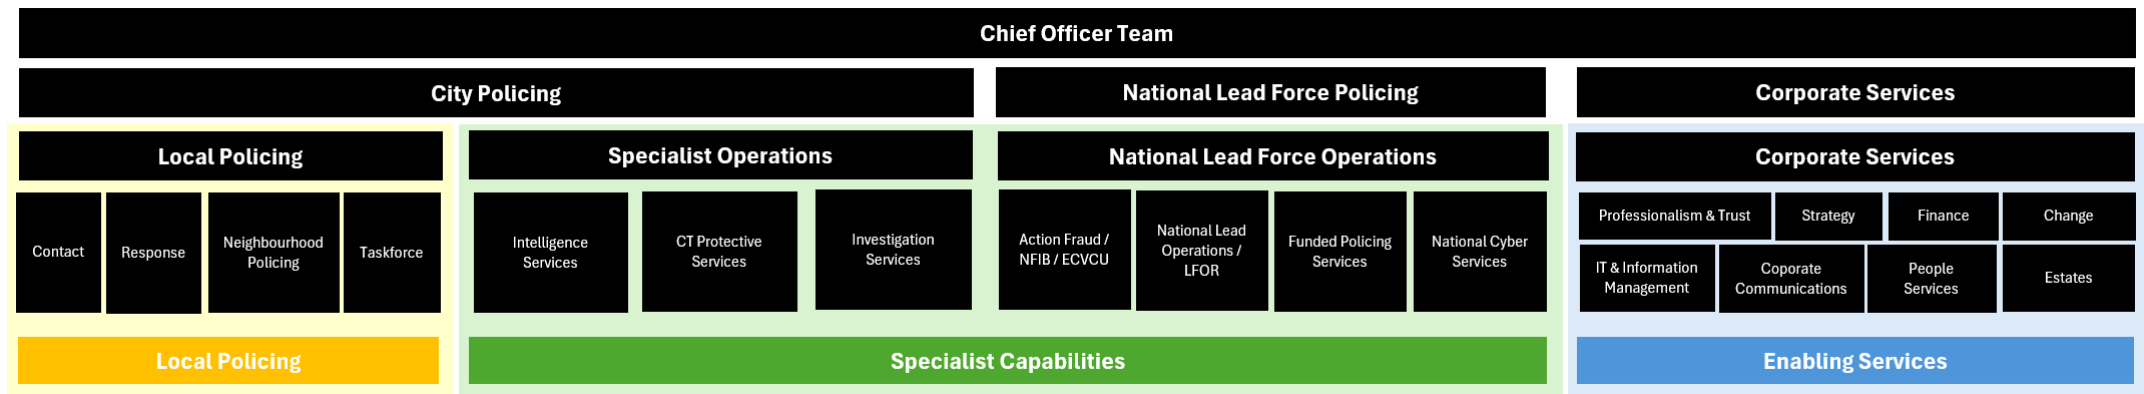 Chief Officer Team
City Policing
National Lead Force Policing
Corporate Services
Local Policing
Specialist Operations
National Lead Force Operations
Corporate Services
Contact
Response
Neighbourhood
Policing
Taskforce
Intelligence
Services
CT Protective
Services
Investigation
Services
Action Fraud /
NFIB / ECVCU
National Lead
Operations /
LFOR
Funded Policing
Services
National Cyber
Services
Professionalism & Trust
Strategy
Finance
Change
IT & Information
Management
Coporate
Communications
People
Services
Estates
Local Policing
Specialist Capabilities
Enabling Services